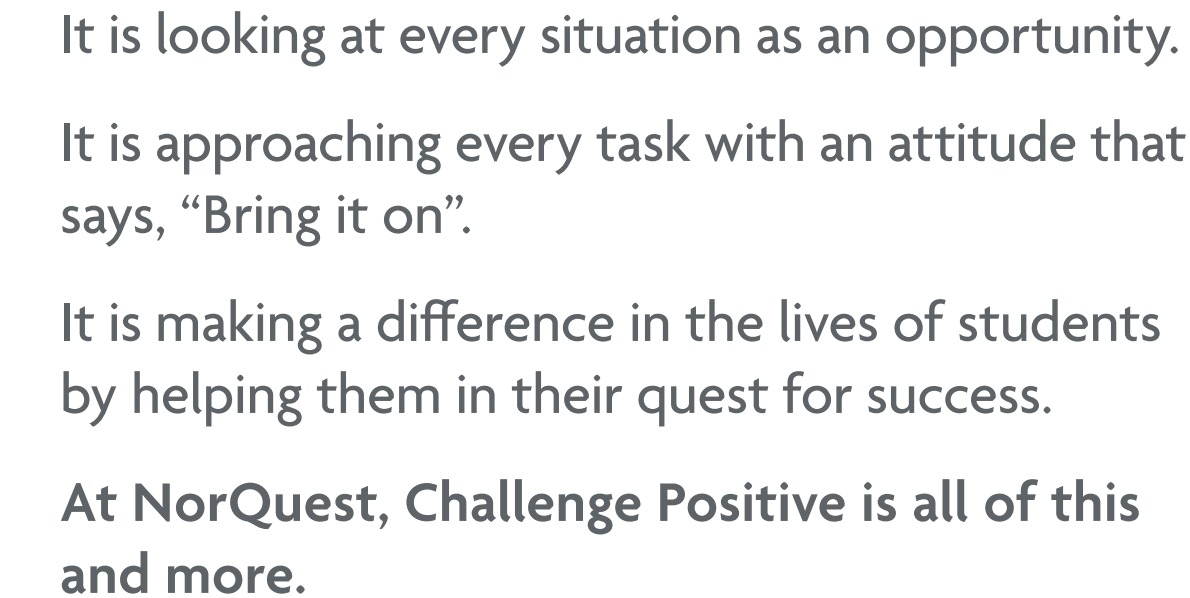 It is looking at every situation as an opportunity.
It is approaching every task with an attitude that
says, “Bring it on”.
It is making a difference in the lives of students
by helping them in their quest for success.
At NorQuest, Challenge Positive is all of this
and more.